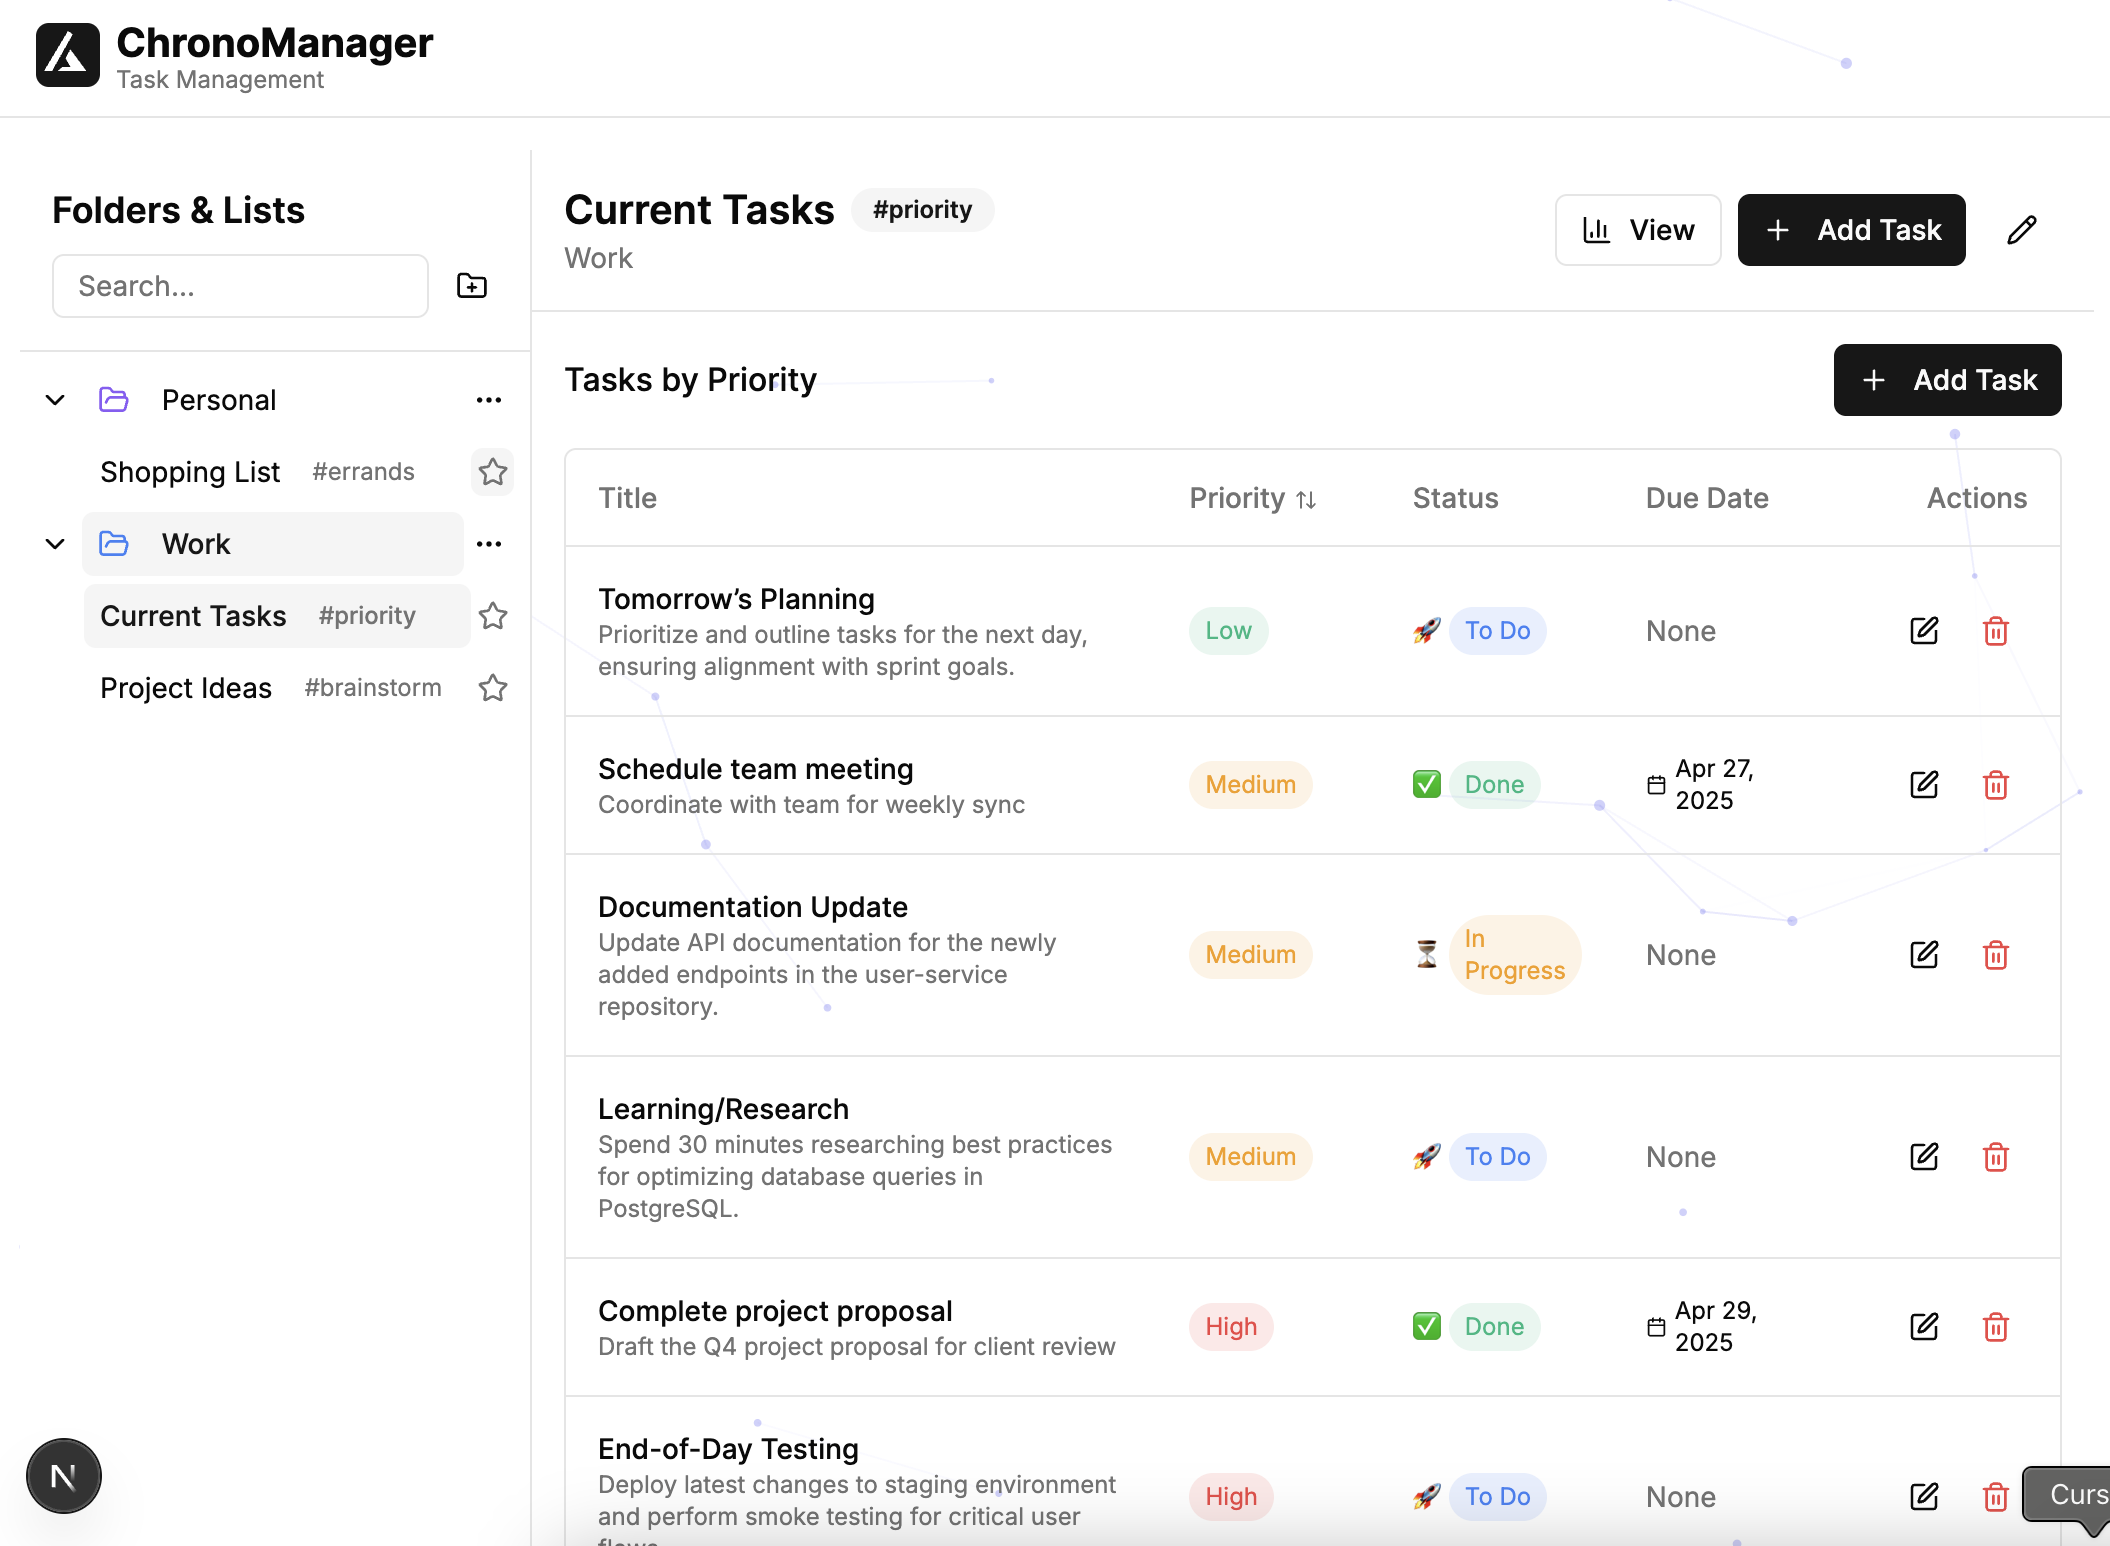 ChronoManager
Task Management
Folders & Lists
Search...
Personal
Shopping List #errands
Work
Current Tasks #priority
Project Ideas #brainstorm
Current Tasks #priority
Work
View
Add Task
Tasks by Priority
Add Task
Title Priority Status Due Date Actions
Tomorrow’s Planning
Prioritize and outline tasks for the next day,
ensuring alignment with sprint goals.
Low To Do None
Schedule team meeting
Coordinate with team for weekly sync
Medium Done Apr 27,
2025
Documentation Update
Update API documentation for the newly
added endpoints in the user-service
repository.
Medium In
Progress None
Learning/Research
Spend 30 minutes researching best practices
for optimizing database queries in
PostgreSQL.
Medium To Do None
Complete project proposal
Draft the Q4 project proposal for client review
High Done Apr 29,
2025
End-of-Day Testing
Deploy latest changes to staging environment
and perform smoke testing for critical user
High To Do None
N